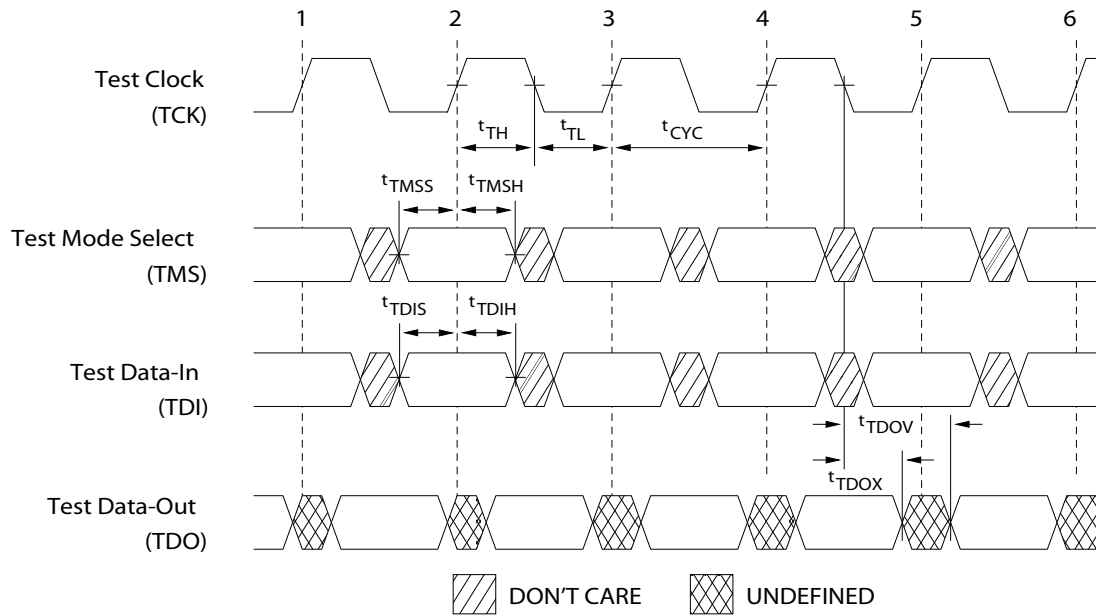 1 2 3 4 5 6
Test Clock
(TCK)
tTH tTL tCYC
tTMSS tTMSH
Test Mode Select
(TMS)
tTDIS tTDIH
Test Data-In
(TDI)
tTDOV
tTDOX
Test Data-Out
(TDO)
DON'T CARE UNDEFINED